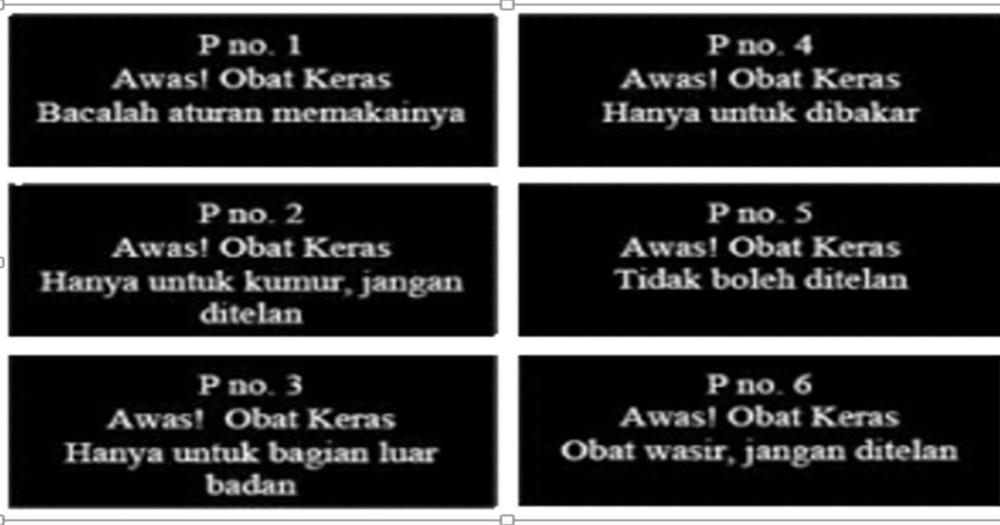 P no. 1
Awas! Obat Keras
Bacalah aturan memakainya
P no. 2
Awas! Obat Keras
Hanya untuk kumur, jangan
ditelan
P no. 3
Awas! Obat Keras
Hanya untuk bagian luar
badan
P no. 4
Awas! Obat Keras
Hanya untuk dibakar
P no. 5
Awas! Obat Keras
Tidak boleh ditelan
P no. 6
Awas! Obat Keras
Obat wasir, jangan ditelan